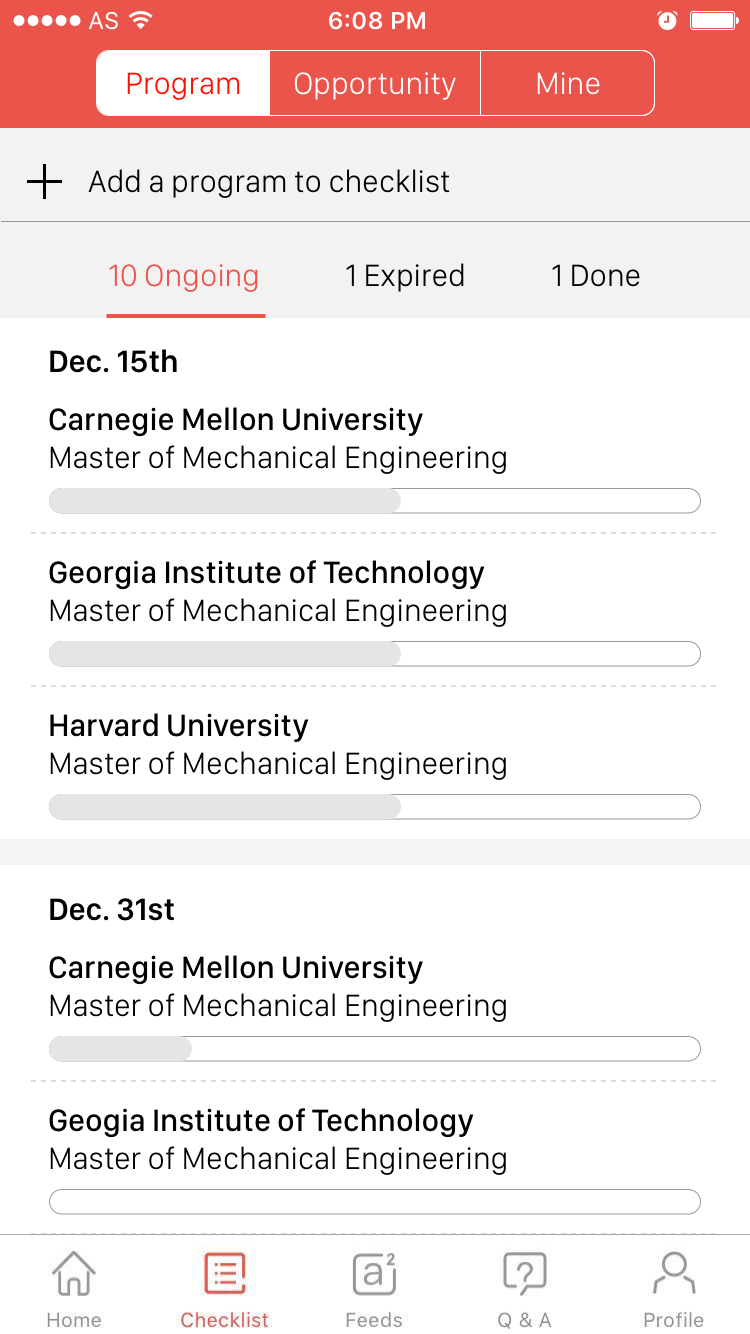 AS 6:08 PM
Program Opportunity Mine
Add a program to checklist
10 Ongoing 1 Expired 1 Done
Dec. 15th
Carnegie Mellon University
Master of Mechanical Engineering
Georgia Institute of Technology
Master of Mechanical Engineering
Harvard University
Master of Mechanical Engineering
Dec. 31st
Carnegie Mellon University
Master of Mechanical Engineering
Geogia Institute of Technology
Master of Mechanical Engineering
a2
Home Checklist Feeds Q & A Profile